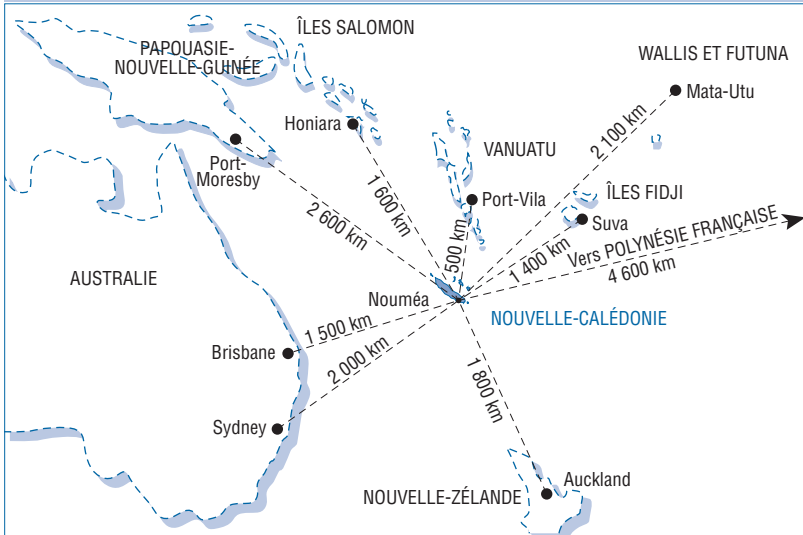 ÎLES SALOMON
PAPOUASIE-
NOUVELLE-GUINÉE
WALLIS ET FUTUNA
Mata-Utu
Honiara
2 100 km
VANUATU
Port-
Moresby
1 600 km
Port-Vila
ÎLES FIDJI
Suva
2 600 km
500 km
1 400 km
Vers POLYNÉSIE FRANÇAISE
4 600 km
AUSTRALIE
Nouméa
NOUVELLE-CALÉDONIE
1 500 km
Brisbane
2 000 km
1 800 km
Sydney
Auckland
NOUVELLE-ZÉLANDE